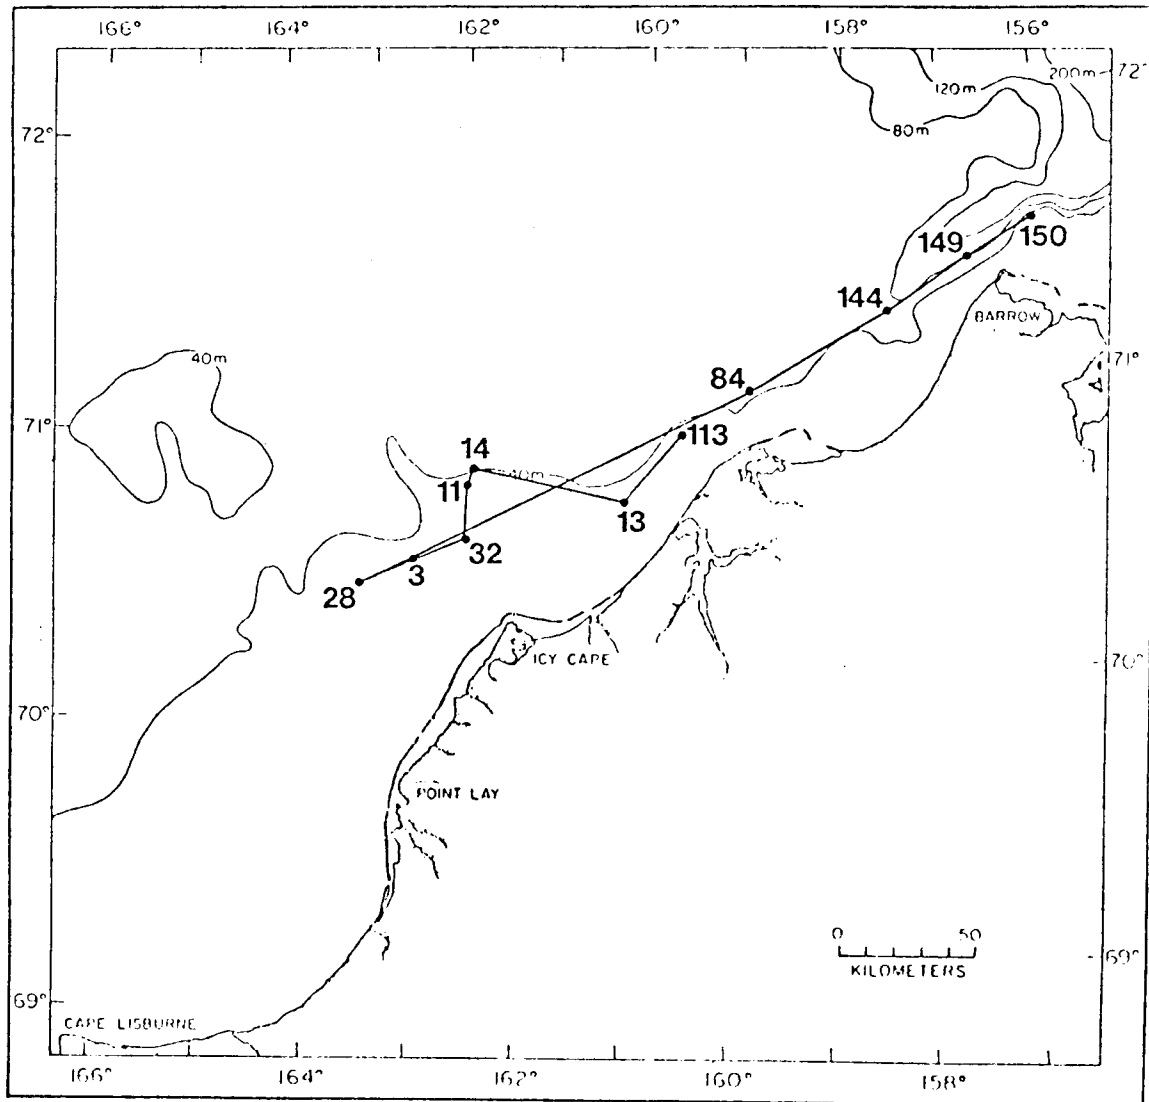 166° 164° 162° 160° 158° 156°
200m 72°
120m
72° 80m
150
149
144
BARROW
40m 71°
84
71° 113
14
40m
11
13
32
3
28
ICY CAPE 70°
70°
POINT LAY
0 50
KILOMETERS 69°
69°
CAPE LISBURNE
166° 164° 162° 160° 158°